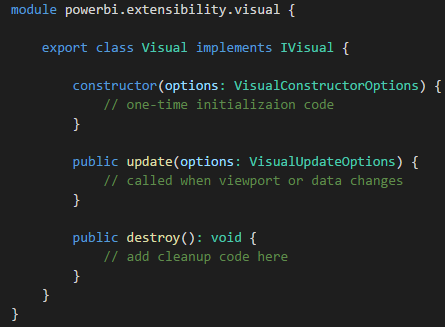 module powerbi.extensibility.visual {
export class Visual implements IVisual {
constructor(options: VisualConstructorOptions) {
// one-time initializaion code
}
public update(options: VisualUpdateOptions) {
// called when viewport or data changes
}
public destroy(): void {
// add cleanup code here
}
}
}